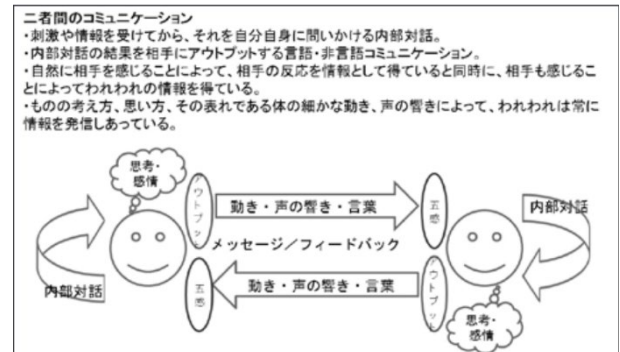 二者間のコミュニケーション
・刺激や情報を受けてから、それを自分自身に問いかける内部対話。
・内部対話の結果を相手にアウトプットする言語・非言語コミュニケーション。
・自然に相手を感じることによって、相手の反応を情報として得ていると同時に、相手も感じるこ
とによってわれわれの情報を得ている。
・ものの考え方、思い方、その表れである体の細かな動き、声の響きによって、われわれは常に
情報を発信しあっている。
思考・
感情
アウトプット
動き・声の響き・言葉
五感
内部対話
メッセージ／フィードバック
内部対話
五感
動き・声の響き・言葉
アウトプット
思考・
感情